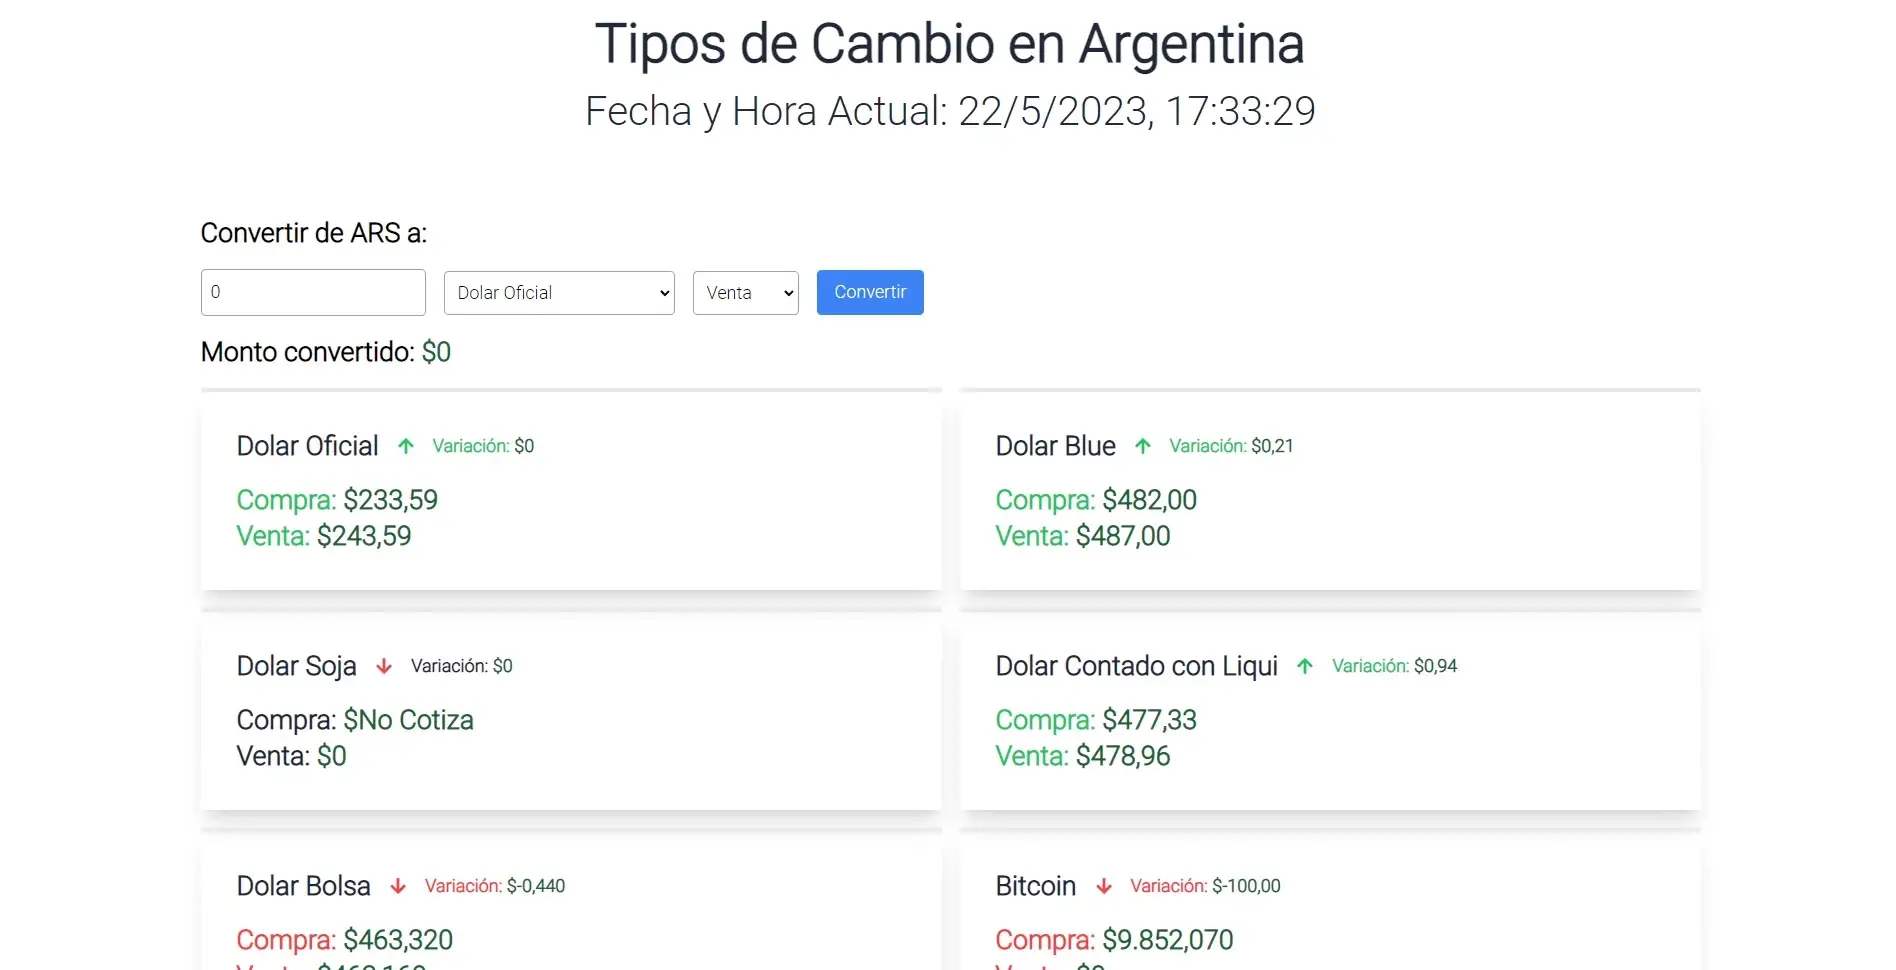 Tipos de Cambio en Argentina
Fecha y Hora Actual: 22/5/2023, 17:33:29
Convertir de ARS a:
0 Dolar Oficial Venta Convertir
Monto convertido: $0
Dolar Oficial Variación: $0
Compra: $233,59
Venta: $243,59
Dolar Blue Variación: $0,21
Compra: $482,00
Venta: $487,00
Dolar Soja Variación: $0
Compra: $No Cotiza
Venta: $0
Dolar Contado con Liqui Variación: $0,94
Compra: $477,33
Venta: $478,96
Dolar Bolsa Variación: $-0,440
Compra: $463,320
Bitcoin Variación: $-100,00
Compra: $9.852,070